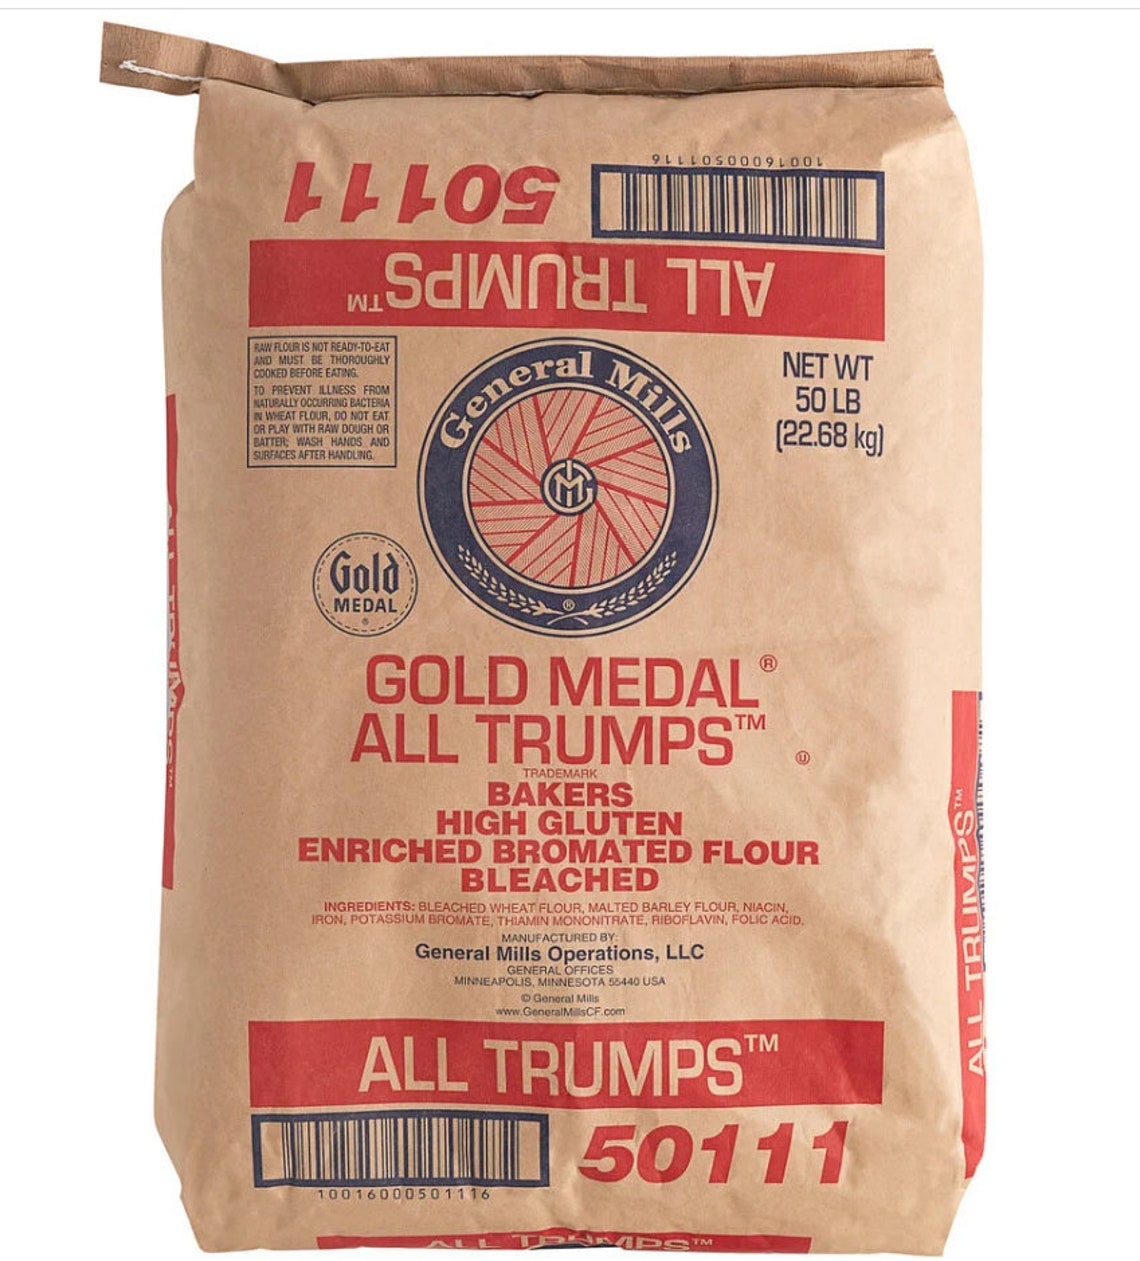 10016000501116
50111
ALL TRUMPS™
RAW FLOUR IS NOT READY-TO-EAT
AND MUST BE THOROUGHLY
COOKED BEFORE EATING.
TO PREVENT ILLNESS FROM
NATURALLY OCCURRING BACTERIA
IN WHEAT FLOUR, DO NOT EAT
OR PLAY WITH RAW DOUGH OR
BATTER; WASH HANDS AND
SURFACES AFTER HANDLING.
General Mills
GM
®
NET WT
50 LB
(22.68 kg)
Gold
MEDAL
®
GOLD MEDAL®
ALL TRUMPS™
U
TRADEMARK
BAKERS
HIGH GLUTEN
ENRICHED BROMATED FLOUR
BLEACHED
INGREDIENTS: BLEACHED WHEAT FLOUR, MALTED BARLEY FLOUR, NIACIN,
IRON, POTASSIUM BROMATE, THIAMIN MONONITRATE, RIBOFLAVIN, FOLIC ACID.
MANUFACTURED BY:
General Mills Operations, LLC
GENERAL OFFICES
MINNEAPOLIS, MINNESOTA 55440 USA
© General Mills
www.GeneralMillsCF.com
ALL TRUMPS™
10016000501116
50111
ALL TRUMPS™
ALL TRUMPS™
ALL TRUMPS™